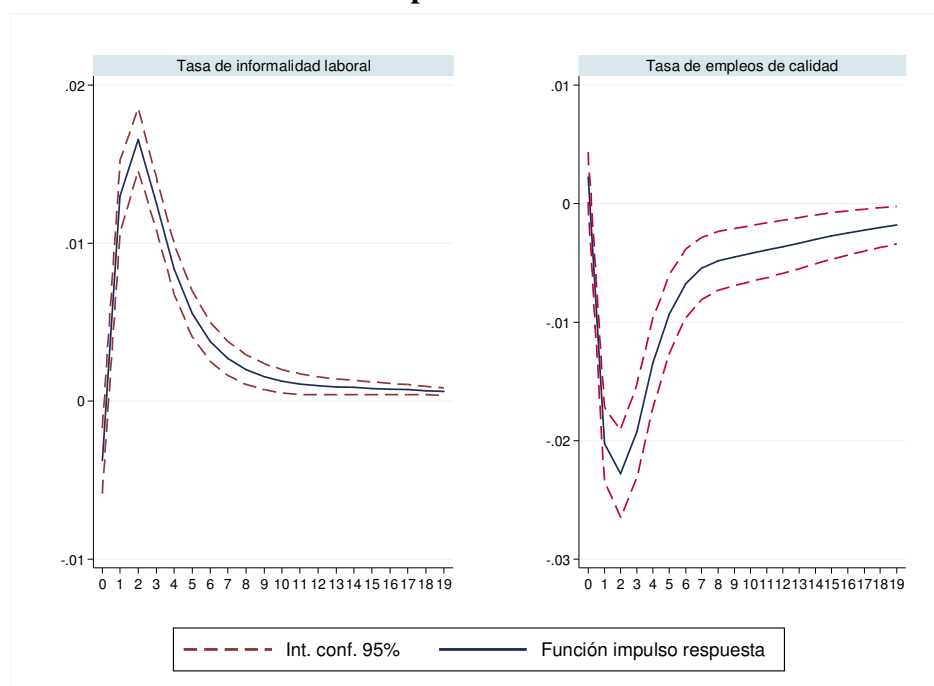 Tasa de informalidad laboral
.02
.01
0
-.01
0 1 2 3 4 5 6 7 8 9 10 11 12 13 14 15 16 17 18 19
Tasa de empleos de calidad
.01
0
-.01
-.02
-.03
0 1 2 3 4 5 6 7 8 9 10 11 12 13 14 15 16 17 18 19
Int. conf. 95% Función impulso respuesta